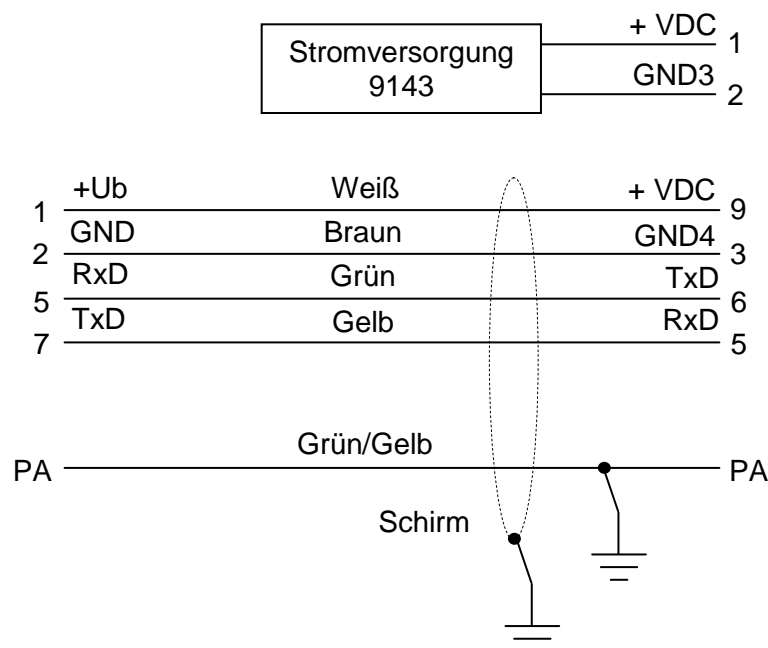 Stromversorgung
9143
+ VDC 1
GND3 2
1 +Ub Weiß + VDC 9
2 GND Braun GND4 3
5 RxD Grün TxD 6
7 TxD Gelb RxD 5
PA Grün/Gelb PA
Schirm